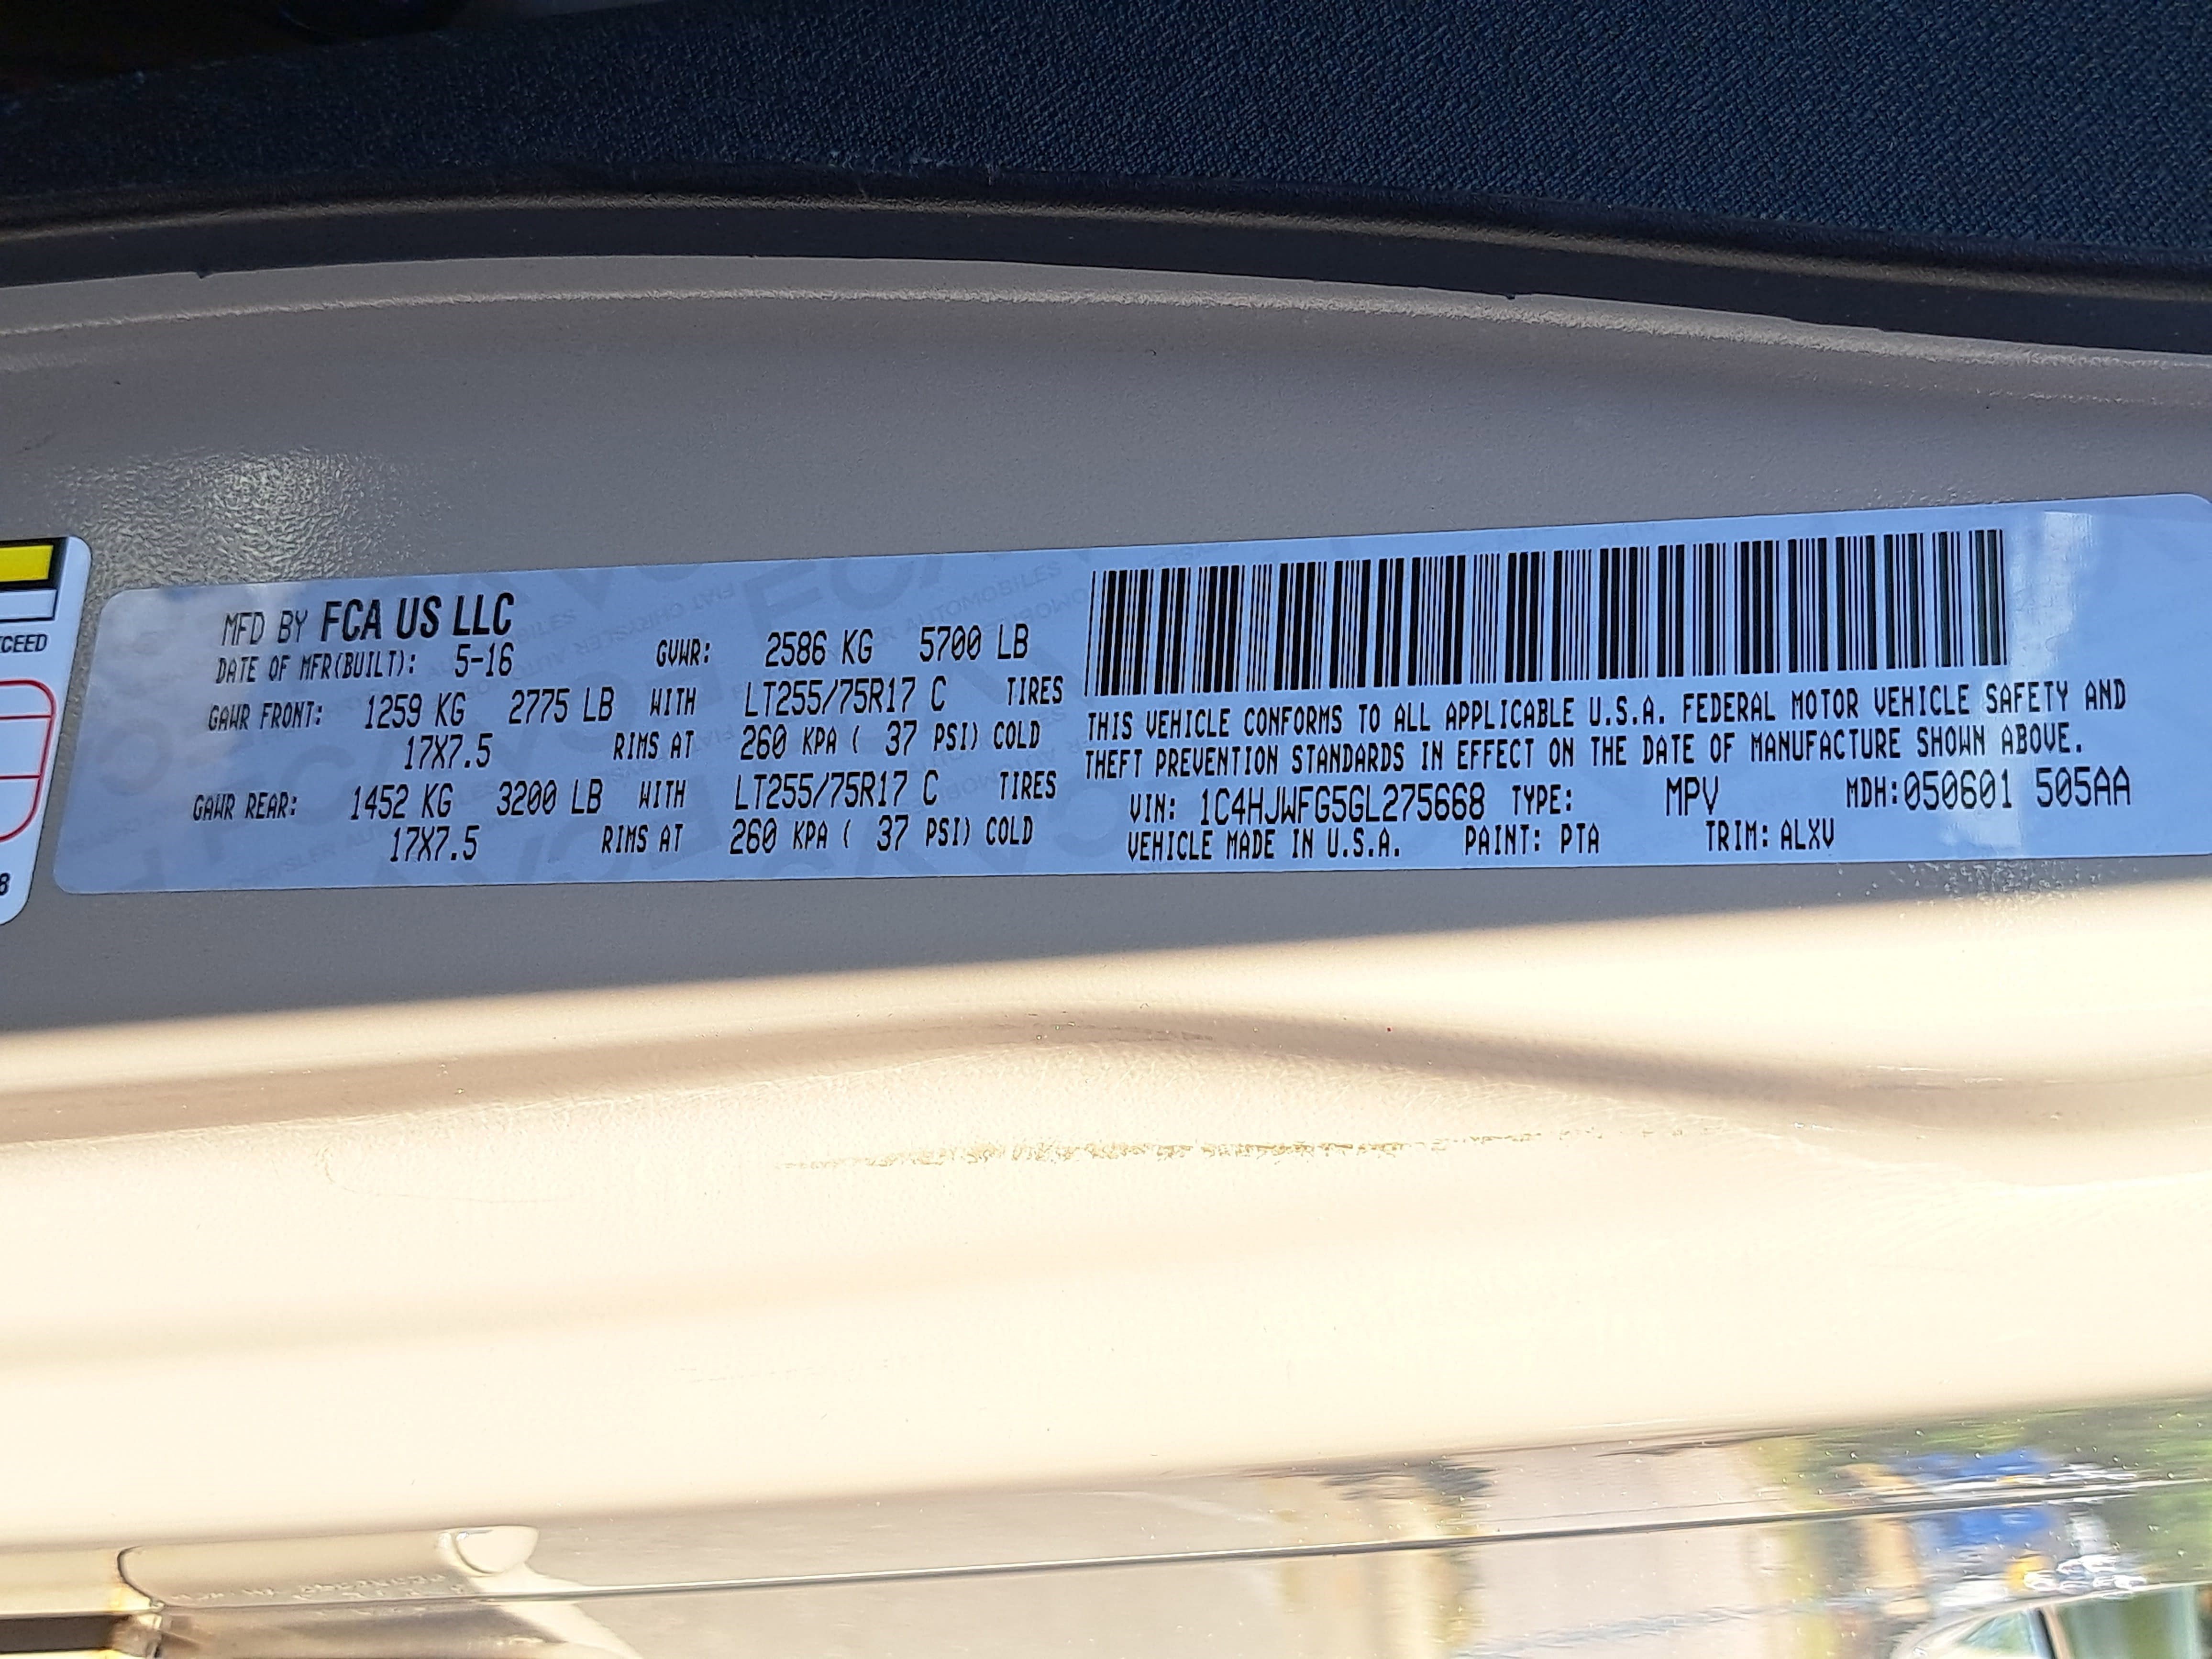 CEED
8
MFD BY FCA US LLC
DATE OF MFR(BUILT): 5-16 GVWR: 2586 KG 5700 LB
GAWR FRONT: 1259 KG 2775 LB WITH LT255/75R17 C TIRES
17X7.5 RIMS AT 260 KPA ( 37 PSI) COLD
GAWR REAR: 1452 KG 3200 LB WITH LT255/75R17 C TIRES
17X7.5 RIMS AT 260 KPA ( 37 PSI) COLD
THIS VEHICLE CONFORMS TO ALL APPLICABLE U.S.A. FEDERAL MOTOR VEHICLE SAFETY AND
THEFT PREVENTION STANDARDS IN EFFECT ON THE DATE OF MANUFACTURE SHOWN ABOVE.
VIN: 1C4HJWFG5GL275668 TYPE: MPV MDH:050601 505AA
VEHICLE MADE IN U.S.A. PAINT: PTA TRIM: ALXV